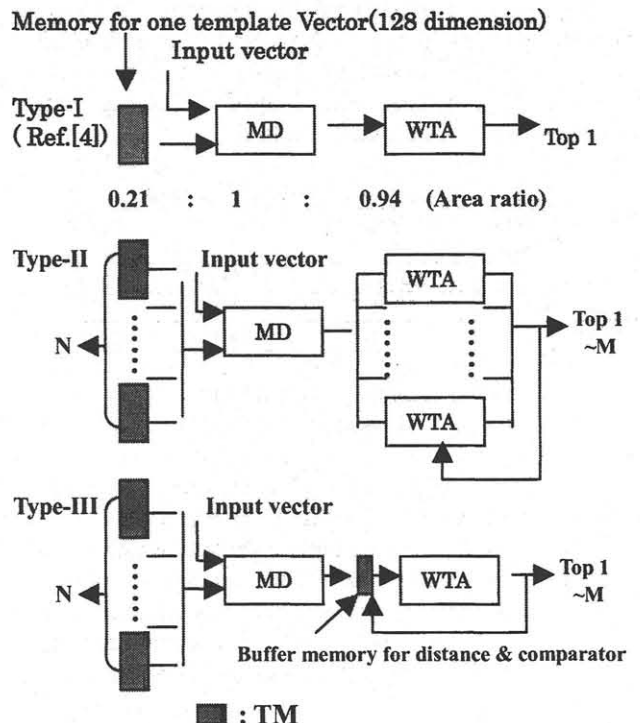 Memory for one template Vector(128 dimension)
Input vector
Type-I
( Ref.[4])
MD
WTA
Top 1
0.21 : 1 : 0.94 (Area ratio)
Type-II
Input vector
WTA
N
MD
Top 1
~M
WTA
Type-III
Input vector
N
MD
WTA
Top 1
~M
Buffer memory for distance & comparator
: TM